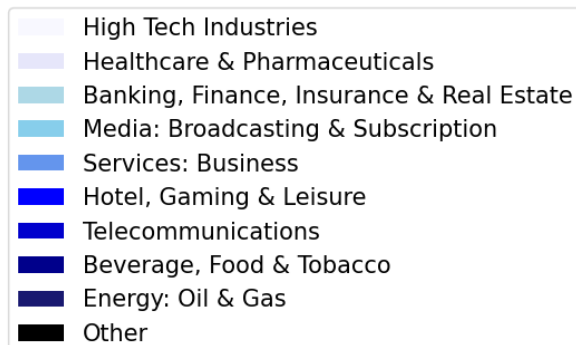 High Tech Industries
Healthcare & Pharmaceuticals
Banking, Finance, Insurance & Real Estate
Media: Broadcasting & Subscription
Services: Business
Hotel, Gaming & Leisure
Telecommunications
Beverage, Food & Tobacco
Energy: Oil & Gas
Other